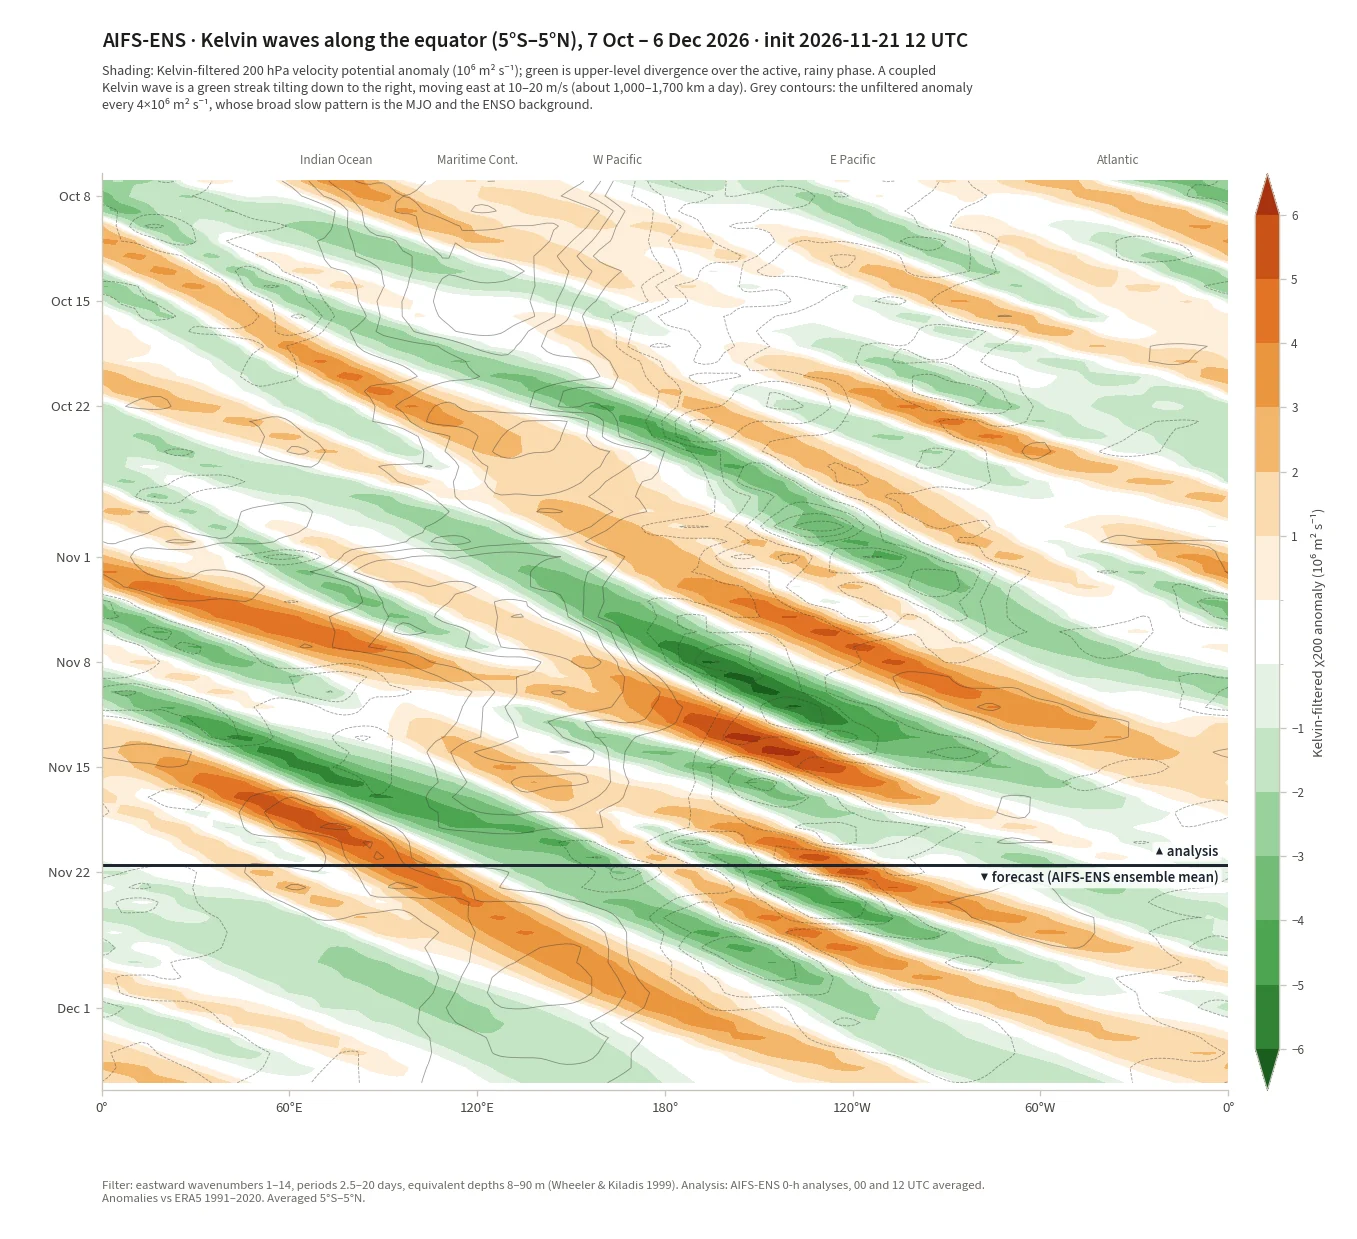 AIFS-ENS · Kelvin waves along the equator (5°S–5°N), 7 Oct – 6 Dec 2026 · init 2026-11-21 12 UTC
Shading: Kelvin-filtered 200 hPa velocity potential anomaly (10⁶ m² s⁻¹); green is upper-level divergence over the active, rainy phase. A coupled
Kelvin wave is a green streak tilting down to the right, moving east at 10–20 m/s (about 1,000–1,700 km a day). Grey contours: the unfiltered anomaly
every 4×10⁶ m² s⁻¹, whose broad slow pattern is the MJO and the ENSO background.
Indian Ocean Maritime Cont. W Pacific E Pacific Atlantic
Oct 8
Oct 15
Oct 22
Nov 1
Nov 8
Nov 15
Nov 22
Dec 1
▲ analysis
▼ forecast (AIFS-ENS ensemble mean)
0° 60°E 120°E 180° 120°W 60°W 0°
6
5
4
3
2
1
−1
−2
−3
−4
−5
−6
Kelvin-filtered χ200 anomaly (10⁶ m² s⁻¹)
Filter: eastward wavenumbers 1–14, periods 2.5–20 days, equivalent depths 8–90 m (Wheeler & Kiladis 1999). Analysis: AIFS-ENS 0-h analyses, 00 and 12 UTC averaged.
Anomalies vs ERA5 1991–2020. Averaged 5°S–5°N.